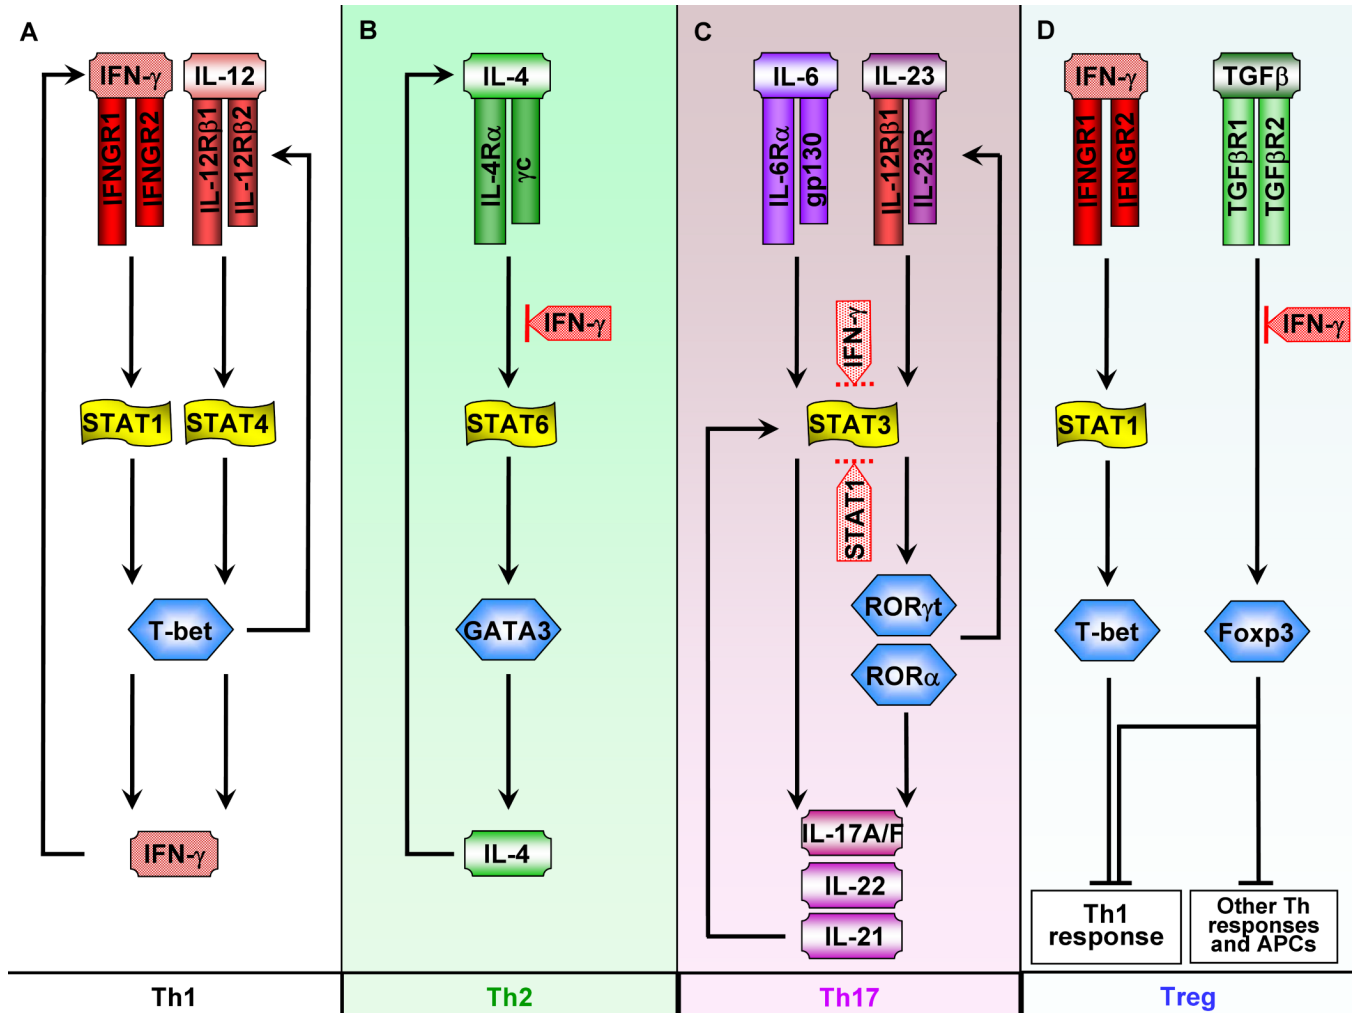 A
IFN-γ
IL-12
IFNGR1
IFNGR2
IL-12Rβ1
IL-12Rβ2
STAT1
STAT4
T-bet
IFN-γ
Th1
B
IL-4
IL-4Rα
γc
IFN-γ
STAT6
GATA3
IL-4
Th2
C
IL-6
IL-23
IL-6Rα
gp130
IL-12Rβ1
IL-23R
IFN-γ
STAT3
STAT1
RORγt
RORα
IL-17A/F
IL-22
IL-21
Th17
D
IFN-γ
TGFβ
IFNGR1
IFNGR2
TGFβR1
TGFβR2
IFN-γ
STAT1
T-bet
Foxp3
Th1
response
Other Th
responses
and APCs
Treg